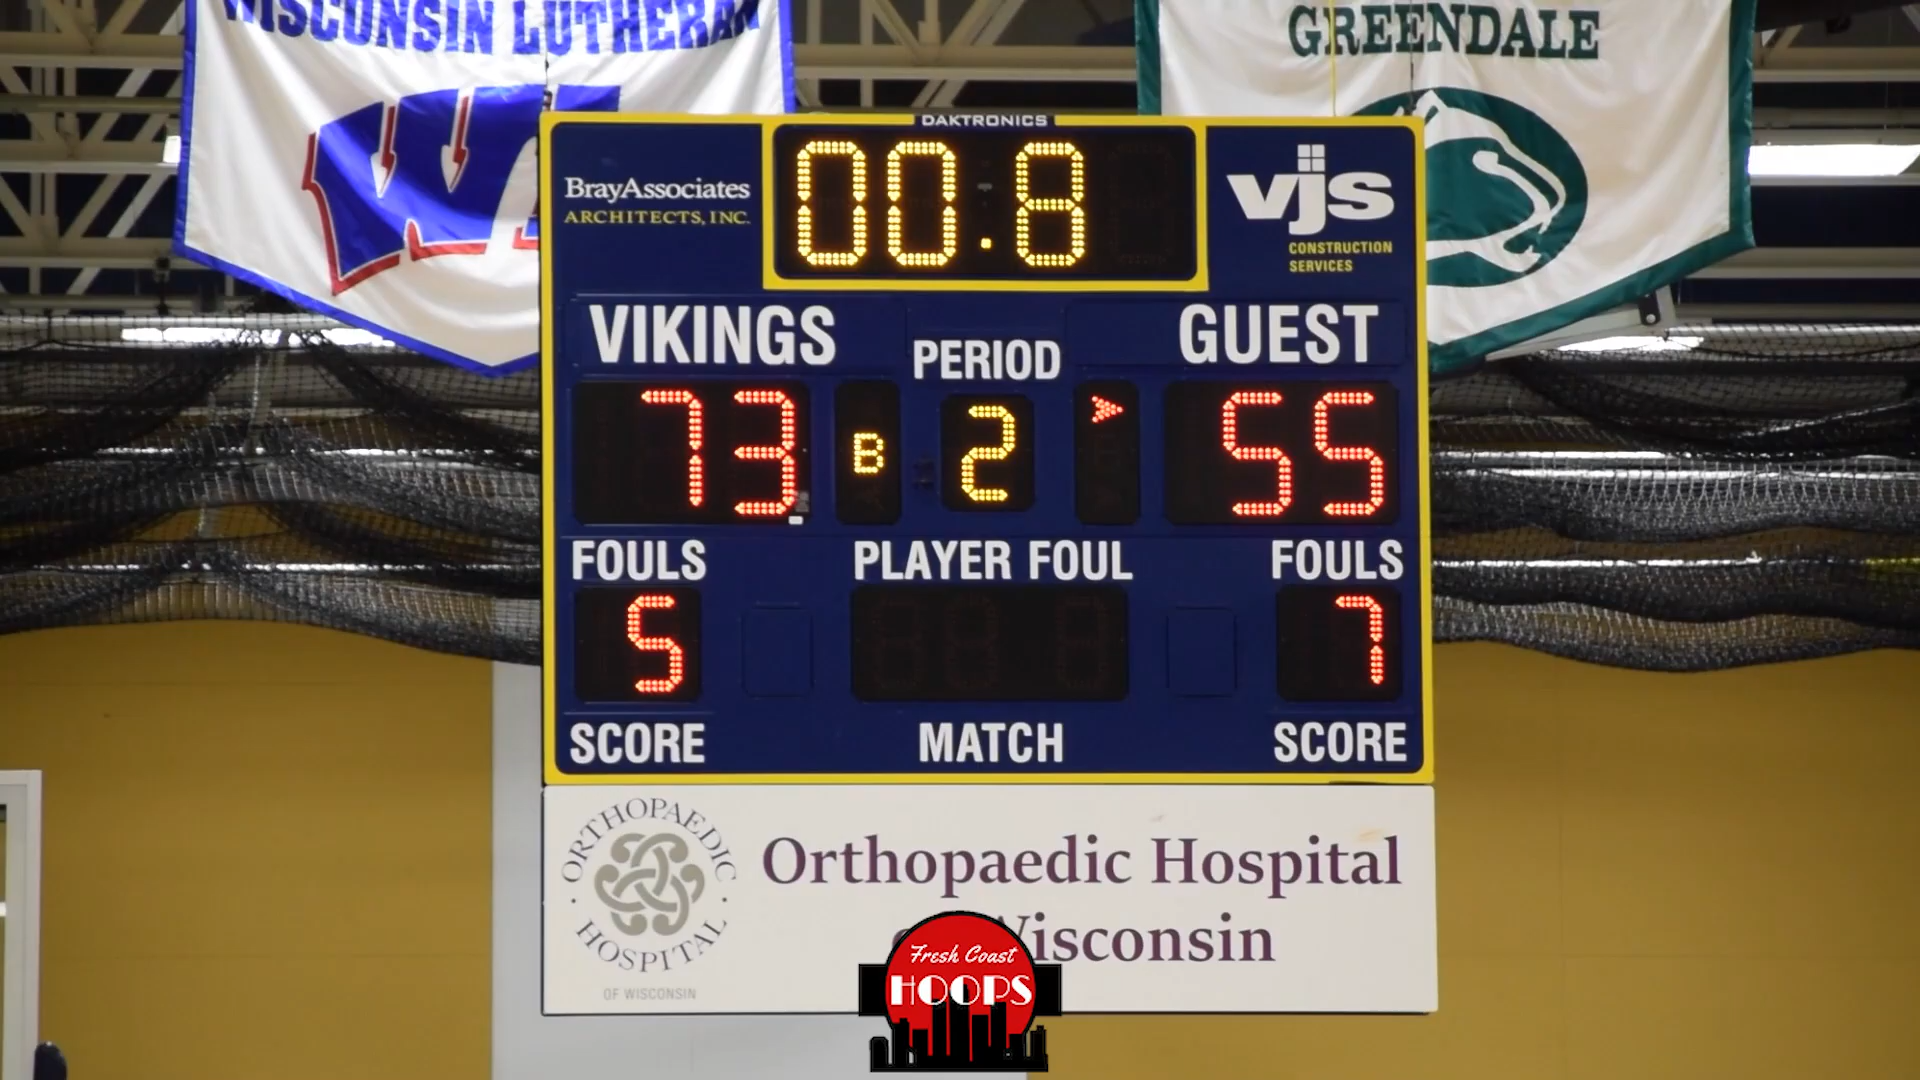 WISCONSIN LUTHERAN
GREENDALE
DAKTRONICS
BrayAssociates
ARCHITECTS, INC.
00.8
vjs
CONSTRUCTION
SERVICES
VIKINGS
PERIOD
GUEST
73
B
2
55
FOULS
PLAYER FOUL
FOULS
5
7
SCORE
MATCH
SCORE
ORTHOPAEDIC
HOSPITAL
OF WISCONSIN
Orthopaedic Hospital
Wisconsin
Fresh Coast
HOOPS